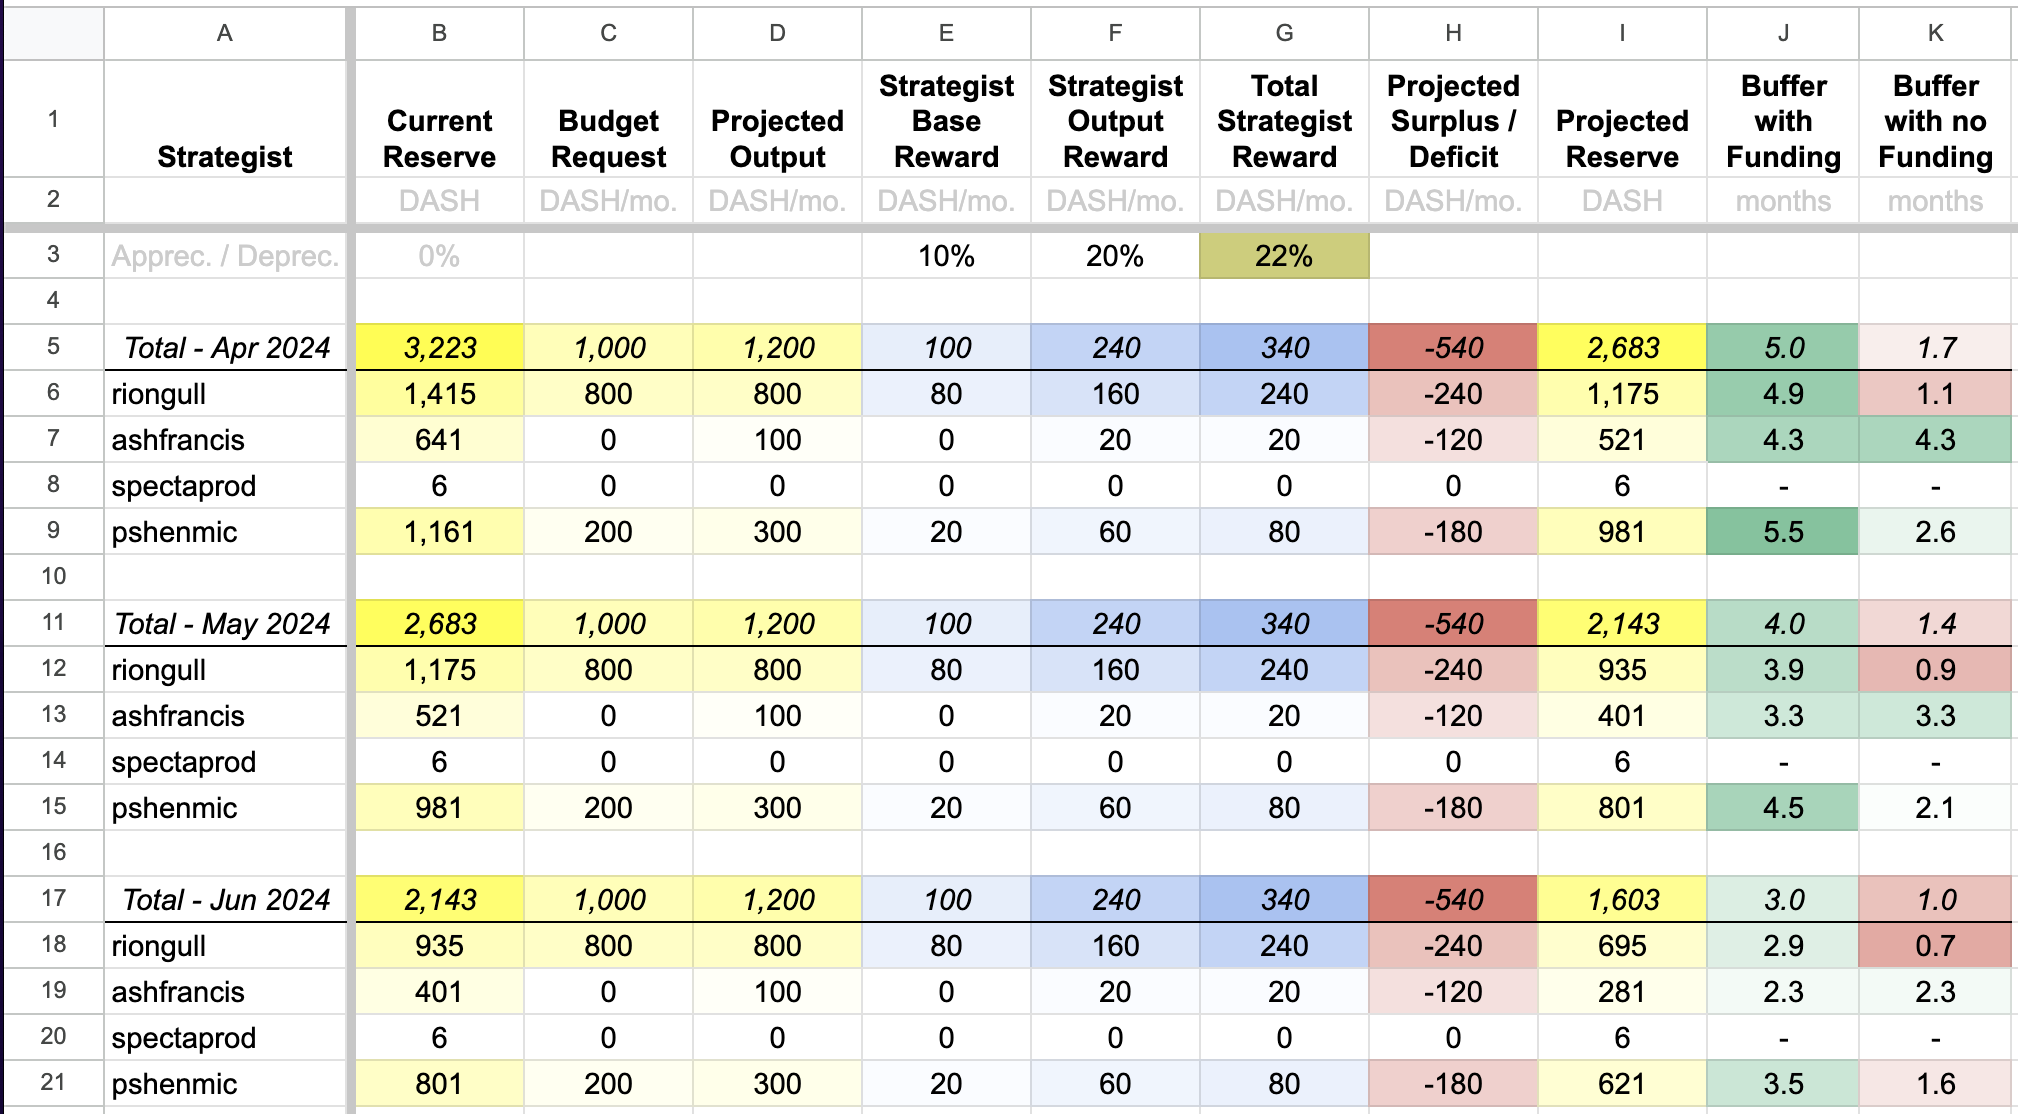 A B C D E F G H I J K
1 Strategist Current Reserve Budget Request Projected Output Strategist Base Reward Strategist Output Reward Total Strategist Reward Projected Surplus / Deficit Projected Reserve Buffer with Funding Buffer with no Funding
2 DASH DASH/mo. DASH/mo. DASH/mo. DASH/mo. DASH/mo. DASH/mo. DASH months months
3 Apprec. / Deprec. 0% 10% 20% 22%
4
5 Total - Apr 2024 3,223 1,000 1,200 100 240 340 -540 2,683 5.0 1.7
6 riongull 1,415 800 800 80 160 240 -240 1,175 4.9 1.1
7 ashfrancis 641 0 100 0 20 20 -120 521 4.3 4.3
8 spectaprod 6 0 0 0 0 0 0 6 - -
9 pshenmic 1,161 200 300 20 60 80 -180 981 5.5 2.6
10
11 Total - May 2024 2,683 1,000 1,200 100 240 340 -540 2,143 4.0 1.4
12 riongull 1,175 800 800 80 160 240 -240 935 3.9 0.9
13 ashfrancis 521 0 100 0 20 20 -120 401 3.3 3.3
14 spectaprod 6 0 0 0 0 0 0 6 - -
15 pshenmic 981 200 300 20 60 80 -180 801 4.5 2.1
16
17 Total - Jun 2024 2,143 1,000 1,200 100 240 340 -540 1,603 3.0 1.0
18 riongull 935 800 800 80 160 240 -240 695 2.9 0.7
19 ashfrancis 401 0 100 0 20 20 -120 281 2.3 2.3
20 spectaprod 6 0 0 0 0 0 0 6 - -
21 pshenmic 801 200 300 20 60 80 -180 621 3.5 1.6